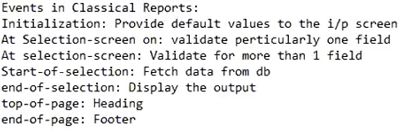 Events in Classical Reports:
Initialization: Provide default values to the i/p screen
At Selection-screen on: validate perticularly one field
At selection-screen: Validate for more than 1 field
Start-of-selection: Fetch data from db
end-of-selection: Display the output
top-of-page: Heading
end-of-page: Footer